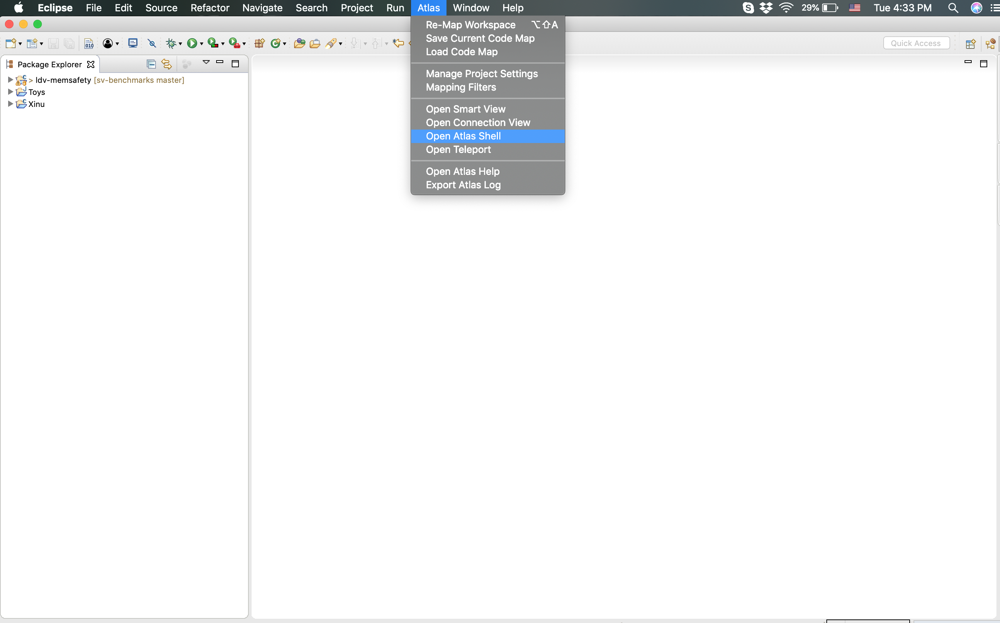 Eclipse File Edit Source Refactor Navigate Search Project Run Atlas Window Help 29% Tue 4:33 PM
Re-Map Workspace ⌥⇧A
Save Current Code Map
Load Code Map
010
Quick Access
Package Explorer
> ldv-memsafety [sv-benchmarks master]
Toys
Xinu
Manage Project Settings
Mapping Filters
Open Smart View
Open Connection View
Open Atlas Shell
Open Teleport
Open Atlas Help
Export Atlas Log